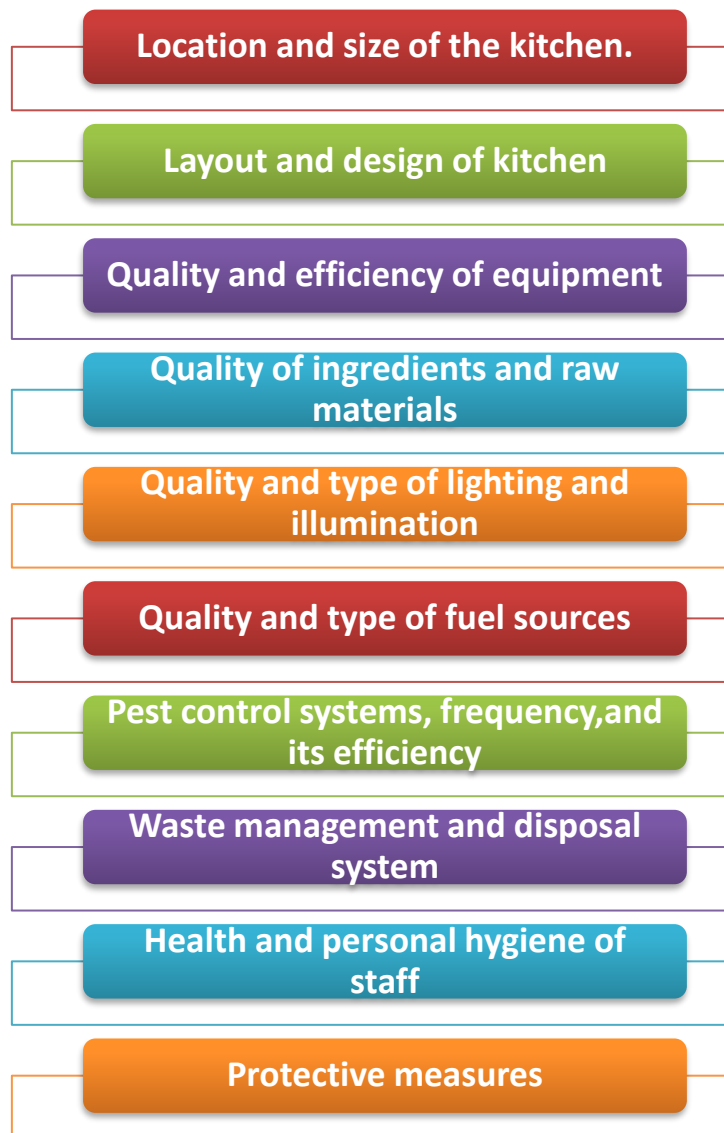 Location and size of the kitchen.
Layout and design of kitchen
Quality and efficiency of equipment
Quality of ingredients and raw
materials
Quality and type of lighting and
illumination
Quality and type of fuel sources
Pest control systems, frequency,and
its efficiency
Waste management and disposal
system
Health and personal hygiene of
staff
Protective measures